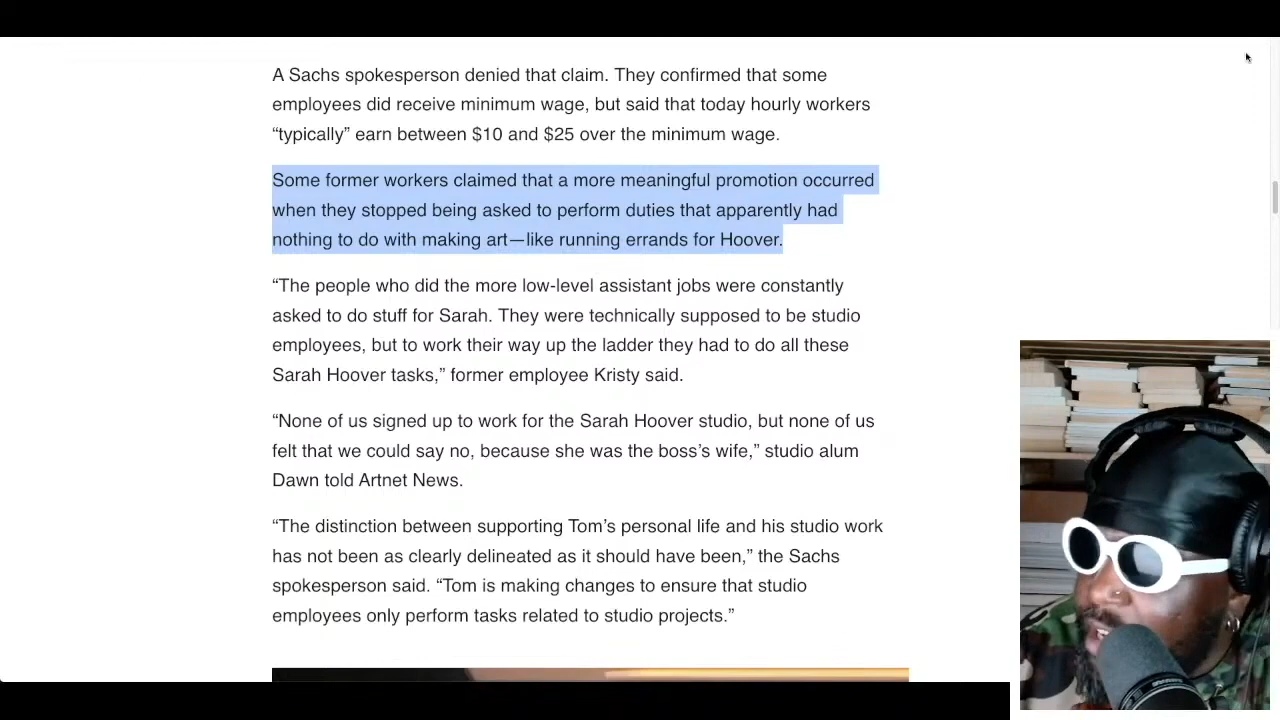 A Sachs spokesperson denied that claim. They confirmed that some
employees did receive minimum wage, but said that today hourly workers
“typically” earn between $10 and $25 over the minimum wage.
Some former workers claimed that a more meaningful promotion occurred
when they stopped being asked to perform duties that apparently had
nothing to do with making art—like running errands for Hoover.
“The people who did the more low-level assistant jobs were constantly
asked to do stuff for Sarah. They were technically supposed to be studio
employees, but to work their way up the ladder they had to do all these
Sarah Hoover tasks,” former employee Kristy said.
“None of us signed up to work for the Sarah Hoover studio, but none of us
felt that we could say no, because she was the boss’s wife,” studio alum
Dawn told Artnet News.
“The distinction between supporting Tom’s personal life and his studio work
has not been as clearly delineated as it should have been,” the Sachs
spokesperson said. “Tom is making changes to ensure that studio
employees only perform tasks related to studio projects.”